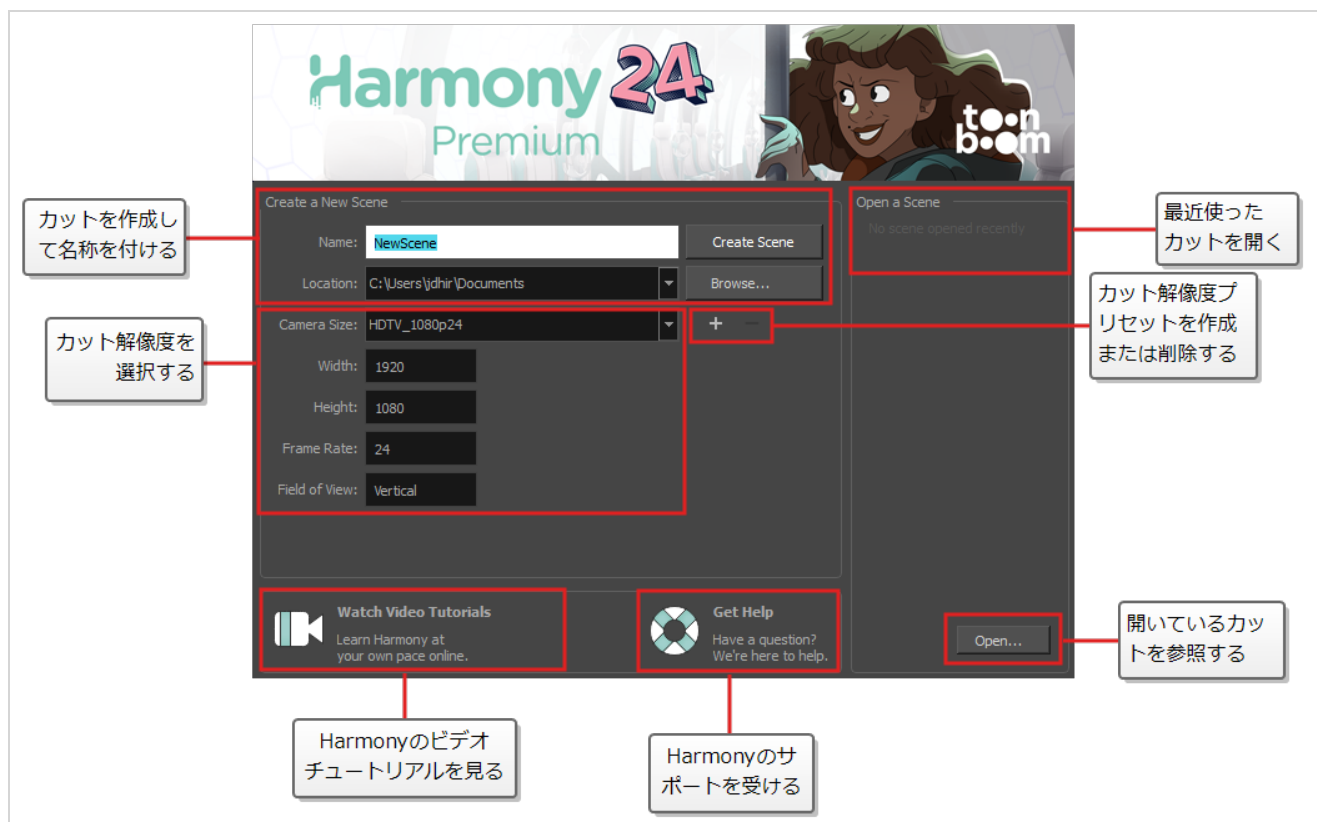 Harmony 24
Premium
toon
boom
Create a New Scene
Name: NewScene Create Scene
Location: C:\Users\jdhir\Documents Browse...
Camera Size: HDTV_1080p24 + −
Width: 1920
Height: 1080
Frame Rate: 24
Field of View: Vertical
Open a Scene
No scene opened recently
Watch Video Tutorials
Learn Harmony at
your own pace online.
Get Help
Have a question?
We're here to help.
Open...
カットを作成し
て名称を付ける
カット解像度を
選択する
最近使った
カットを開く
カット解像度プ
リセットを作成
または削除する
開いているカッ
トを参照する
Harmonyのビデオ
チュートリアルを見る
Harmonyのサ
ポートを受ける